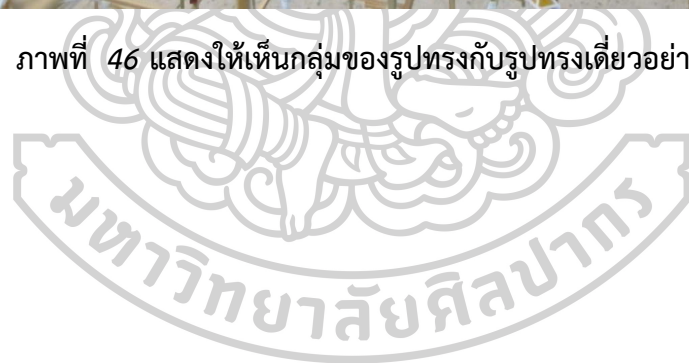 ภาพที่ 46 แสดงให้เห็นกลุ่มของรูปทรงกับรูปทรงเดี่ยวอย่า
มหาวิทยาลัยศิลปากร